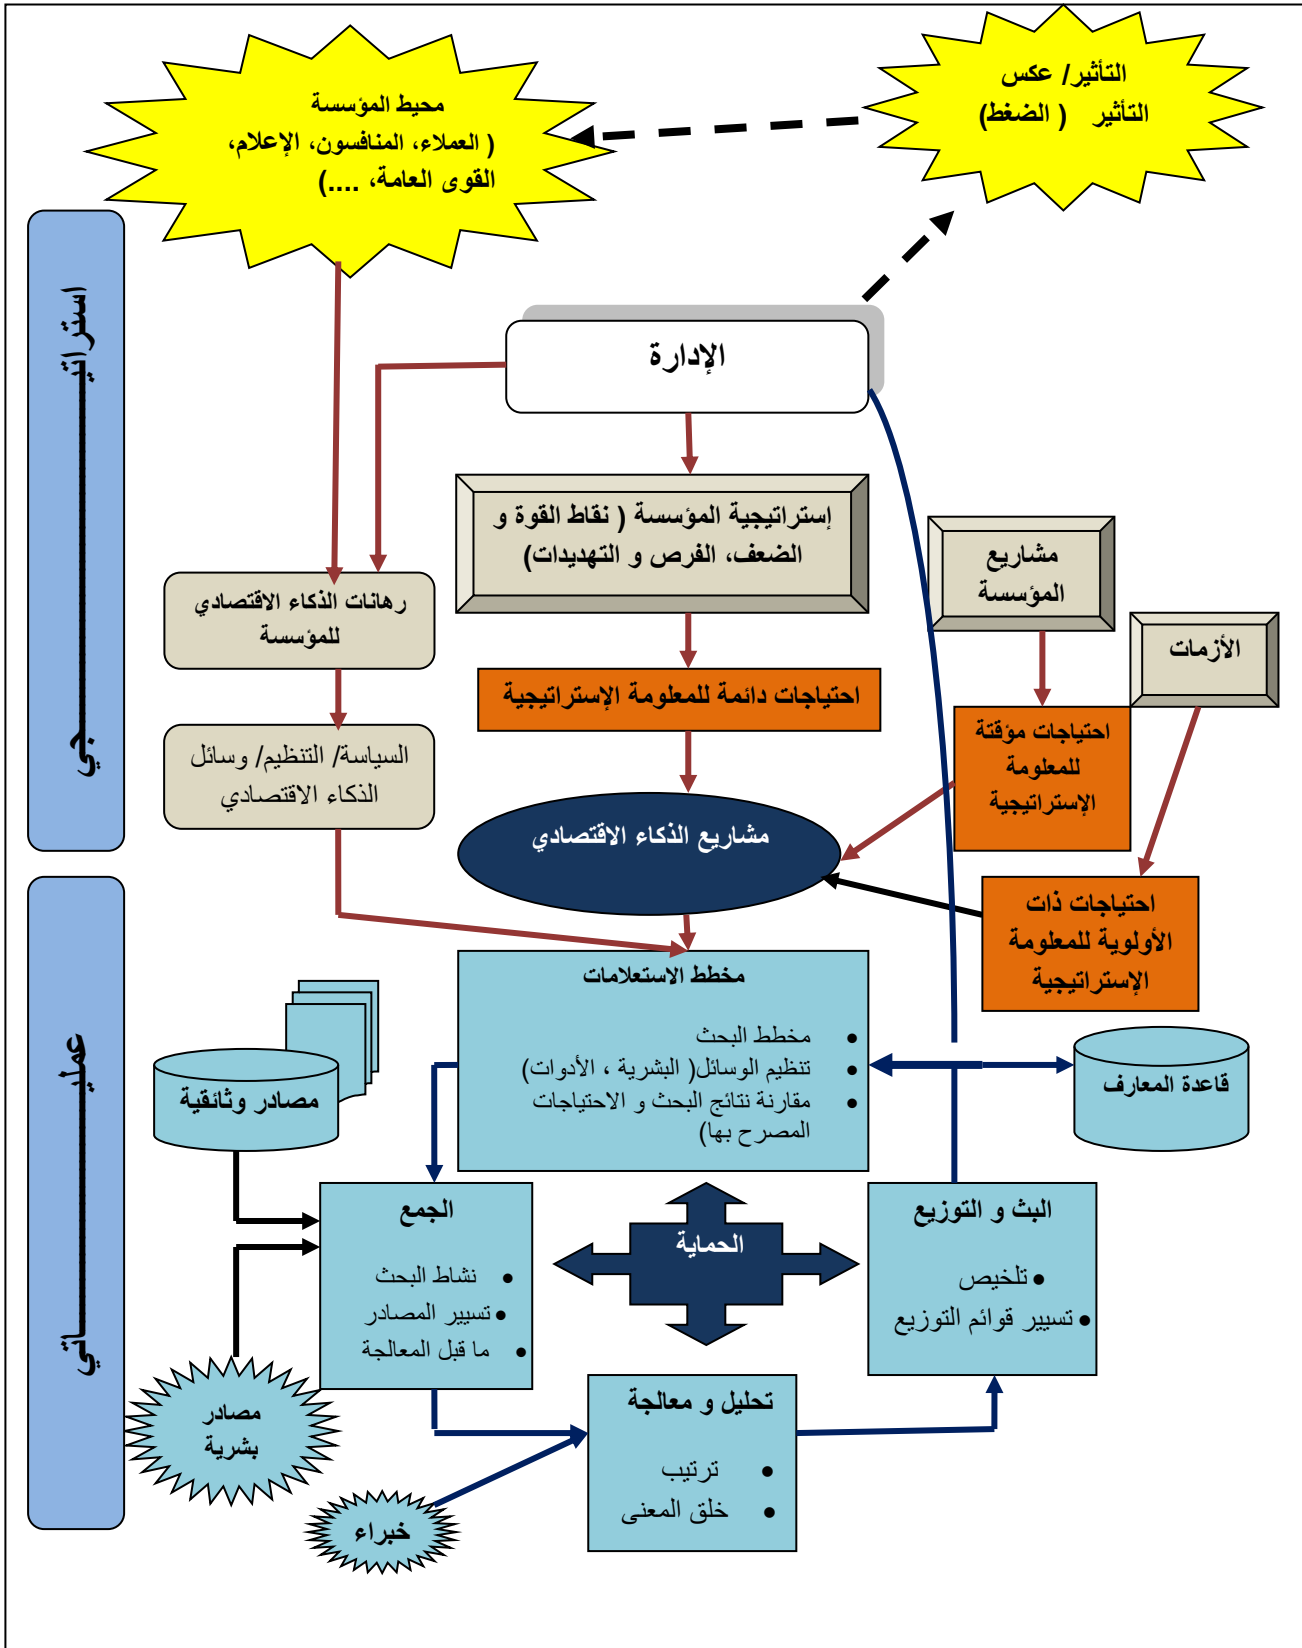 التأثير/ عكس
التأثير ( الضغط)
محيط المؤسسة
( العملاء، المنافسون، الإعلام،
القوى العامة، ....)
استراتيـــــــــــــجي
الإدارة
إستراتيجية المؤسسة ( نقاط القوة و
الضعف، الفرص و التهديدات)
مشاريع
المؤسسة
الأزمات
رهانات الذكاء الاقتصادي
للمؤسسة
احتياجات دائمة للمعلومة الإستراتيجية
احتياجات مؤقتة
للمعلومة
الإستراتيجية
السياسة/ التنظيم/ وسائل
الذكاء الاقتصادي
مشاريع الذكاء الاقتصادي
احتياجات ذات
الأولوية للمعلومة
الإستراتيجية
عمليـــــــــــــاتي
مخطط الاستعلامات
• مخطط البحث
• تنظيم الوسائل( البشرية ، الأدوات)
• مقارنة نتائج البحث و الاحتياجات
المصرح بها)
قاعدة المعارف
مصادر وثائقية
الجمع
• نشاط البحث
• تسيير المصادر
• ما قبل المعالجة
الحماية
البث و التوزيع
• تلخيص
• تسيير قوائم التوزيع
مصادر
بشرية
تحليل و معالجة
• ترتيب
• خلق المعنى
خبراء